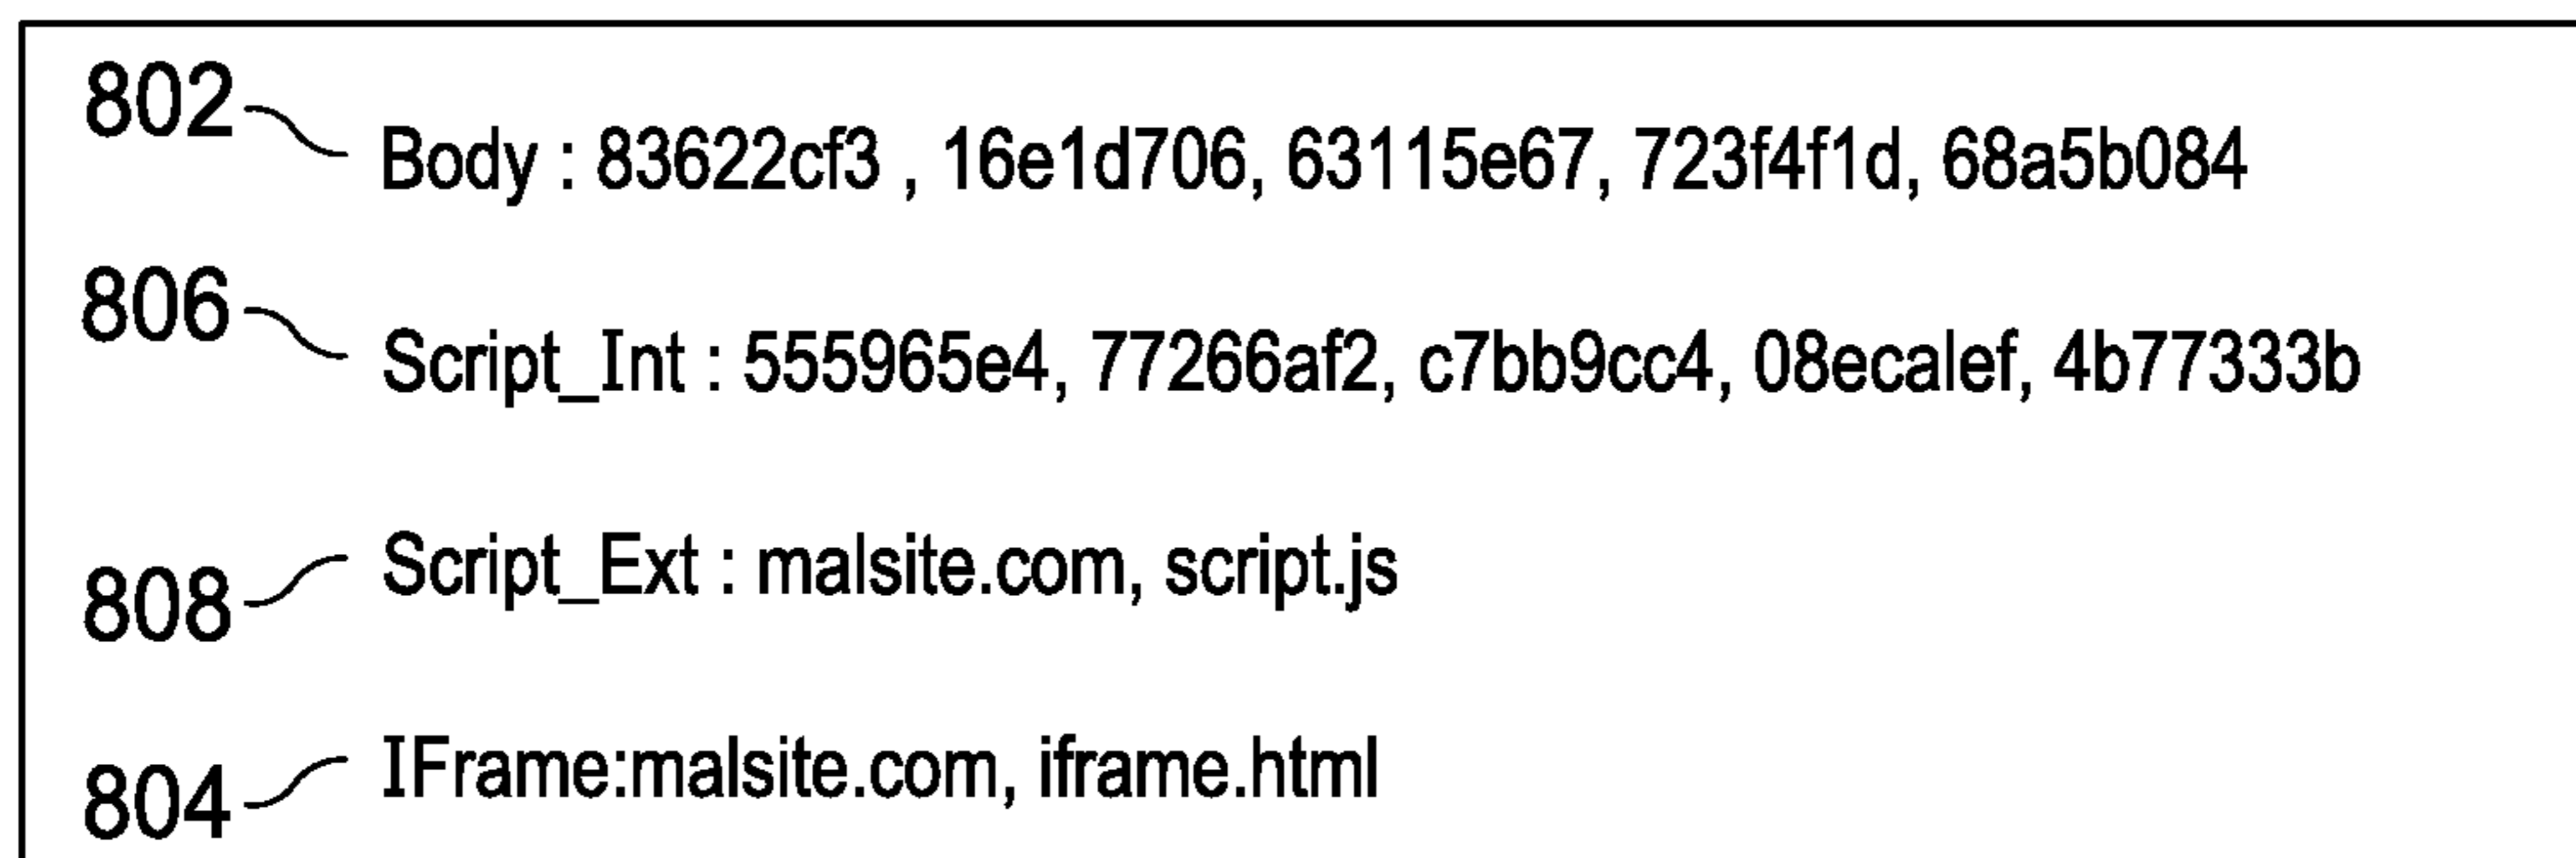 802 Body : 83622cf3 , 16e1d706, 63115e67, 723f4f1d, 68a5b084
806 Script_Int : 555965e4, 77266af2, c7bb9cc4, 08ecalef, 4b77333b
808 Script_Ext : malsite.com, script.js
804 IFrame:malsite.com, iframe.html